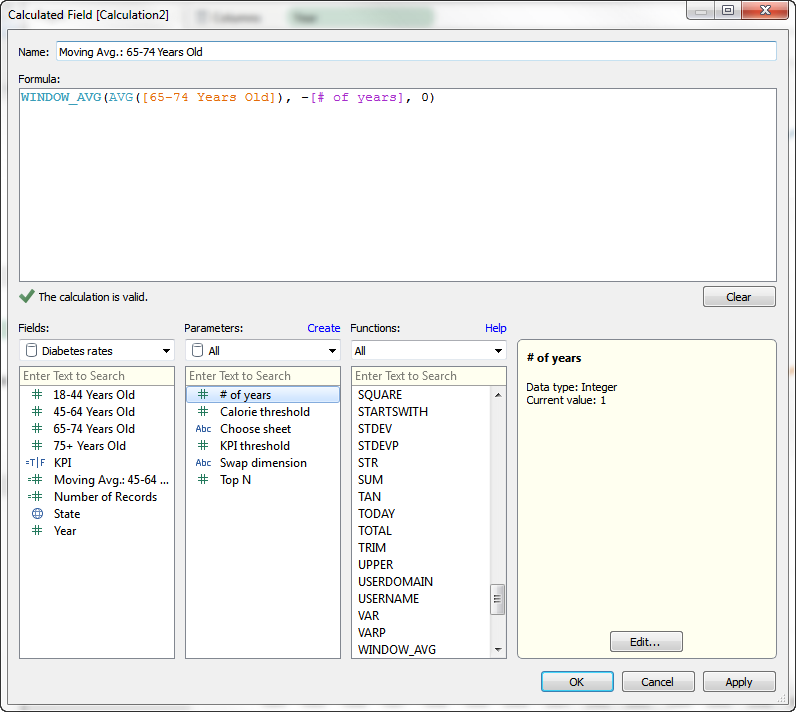 Calculated Field [Calculation2]
Name: Moving Avg.: 65-74 Years Old
Formula:
WINDOW_AVG(AVG([65-74 Years Old]), -[# of years], 0)
The calculation is valid.
Clear
Fields:
Diabetes rates
Enter Text to Search
# 18-44 Years Old
# 45-64 Years Old
# 65-74 Years Old
# 75+ Years Old
=T|F KPI
=# Moving Avg.: 45-64 ...
=# Number of Records
State
# Year
Parameters: Create
All
Enter Text to Search
# # of years
# Calorie threshold
Abc Choose sheet
# KPI threshold
Abc Swap dimension
# Top N
Functions: Help
All
Enter Text to Search
SQUARE
STARTSWITH
STDEV
STDEVP
STR
SUM
TAN
TODAY
TOTAL
TRIM
UPPER
USERDOMAIN
USERNAME
VAR
VARP
WINDOW_AVG
# of years
Data type: Integer
Current value: 1
Edit...
OK Cancel Apply